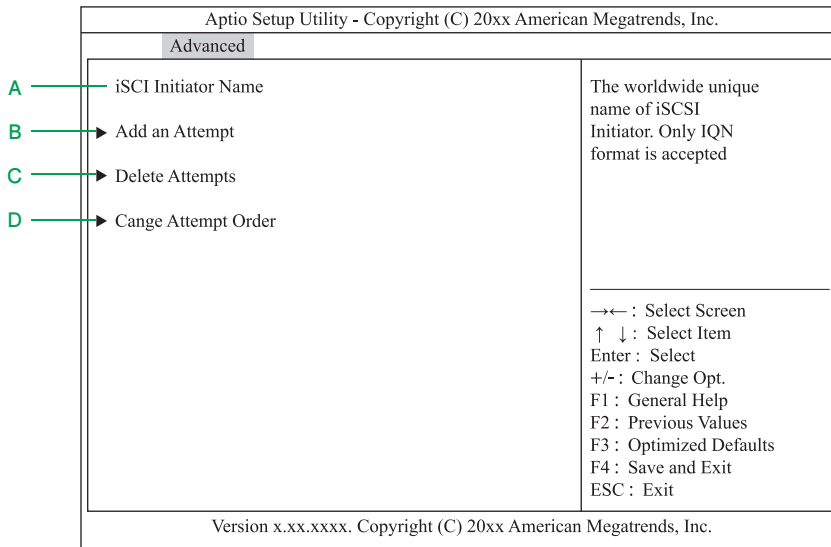 Aptio Setup Utility - Copyright (C) 20xx American Megatrends, Inc.
Advanced
A
iSCI Initiator Name
B
▶ Add an Attempt
C
▶ Delete Attempts
D
▶ Cange Attempt Order
The worldwide unique
name of iSCSI
Initiator. Only IQN
format is accepted
→← : Select Screen
↑ ↓ : Select Item
Enter : Select
+/- : Change Opt.
F1 : General Help
F2 : Previous Values
F3 : Optimized Defaults
F4 : Save and Exit
ESC : Exit
Version x.xx.xxxx. Copyright (C) 20xx American Megatrends, Inc.